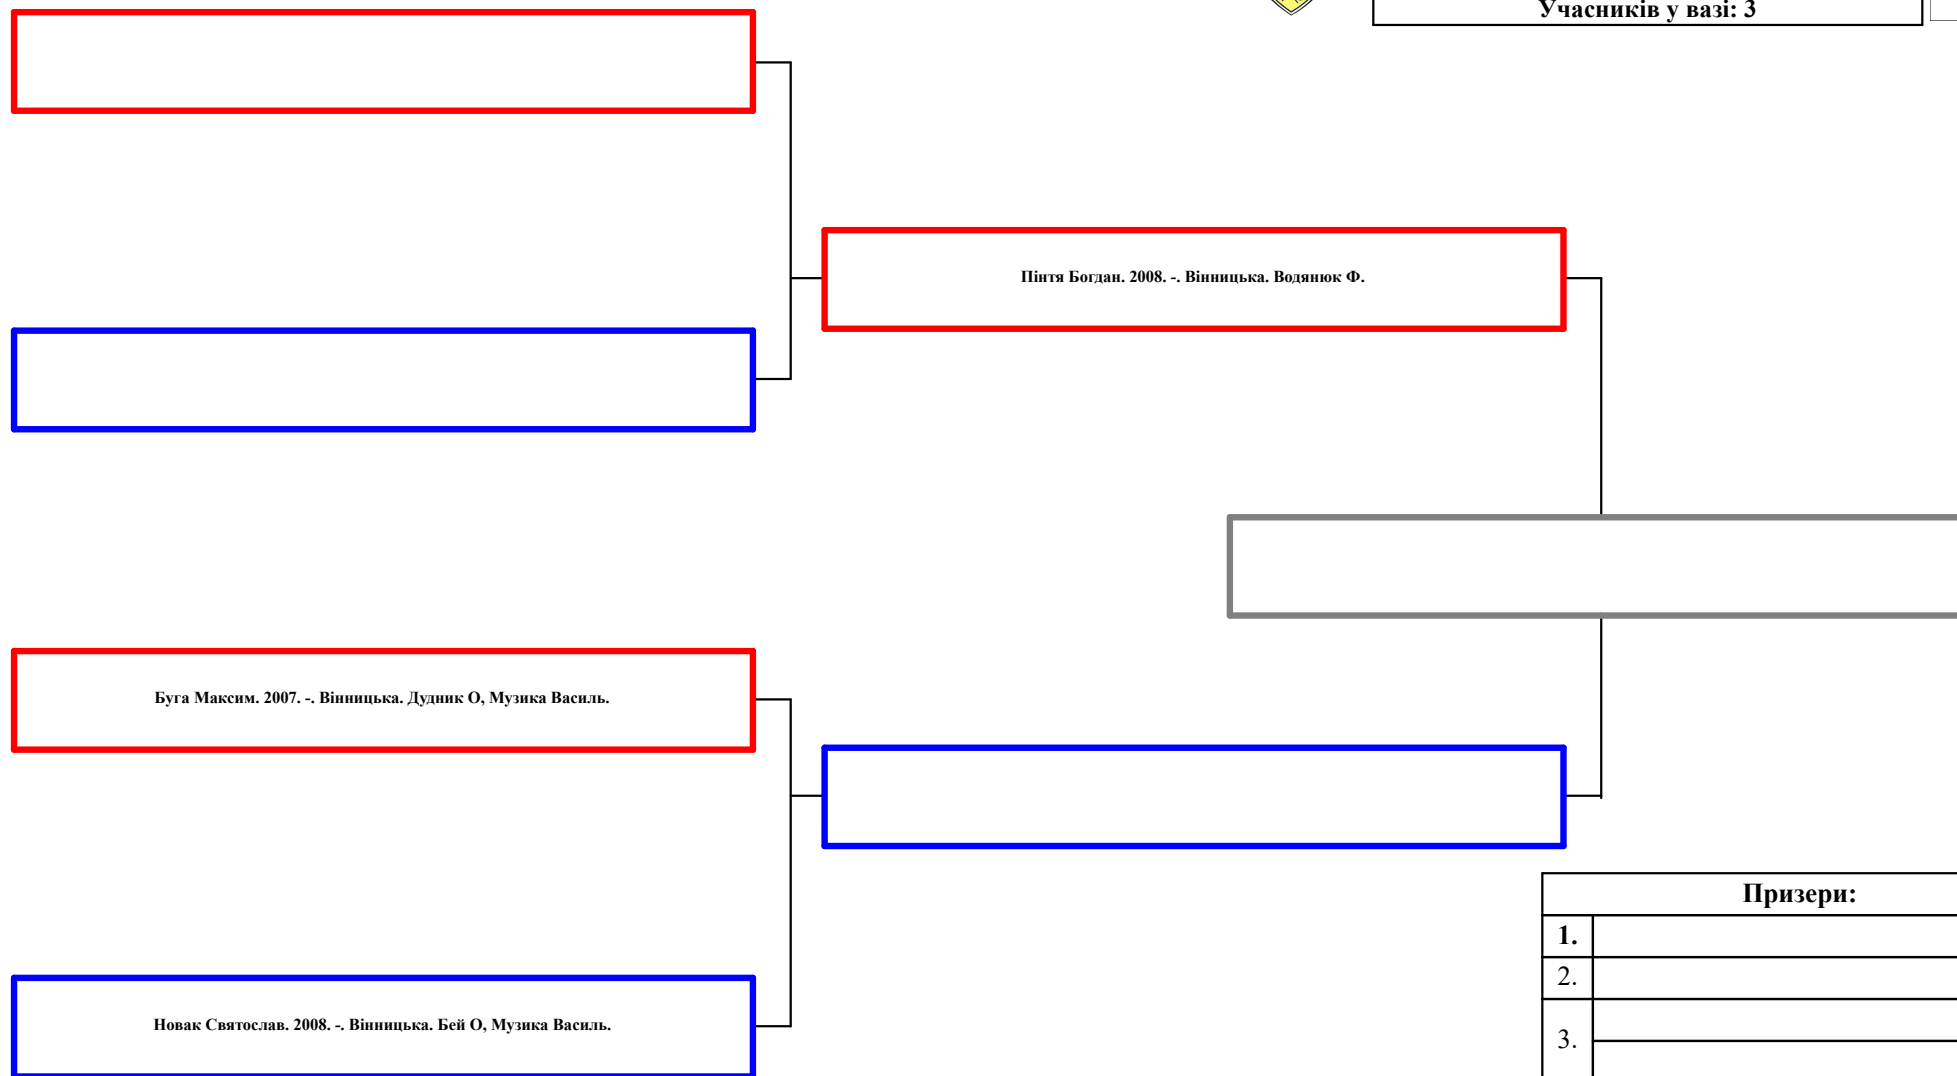 Учасників у вазі: 3
Пінтя Богдан. 2008. -. Вінницька. Водянюк Ф.
Буга Максим. 2007. -. Вінницька. Дудник О, Музика Василь.
Новак Святослав. 2008. -. Вінницька. Бей О, Музика Василь.
Призери:
1.
2.
3.